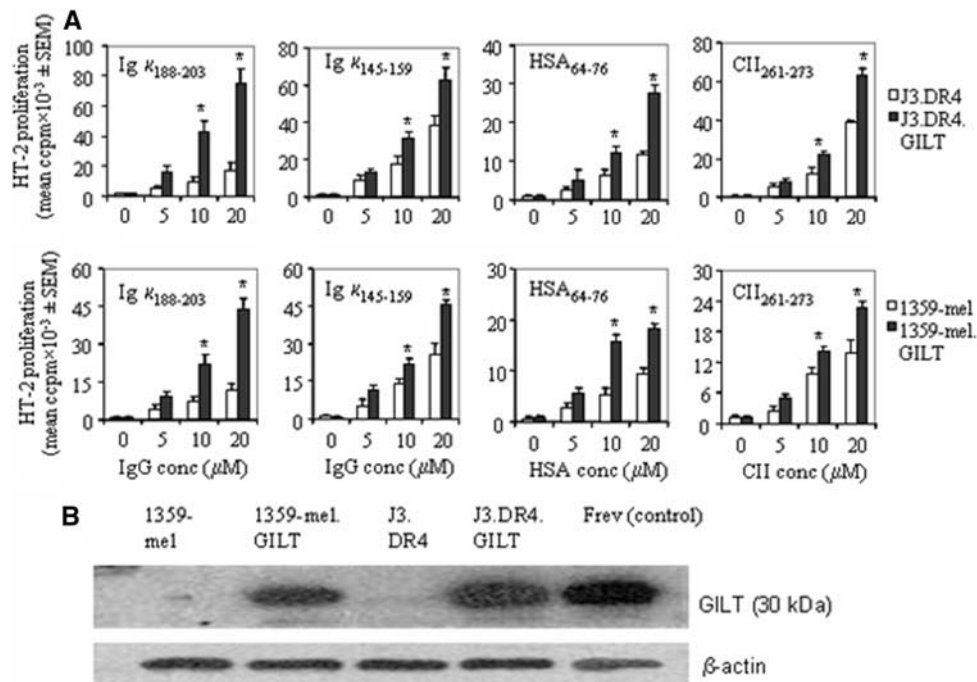 A
HT-2 proliferation
(mean ccpm×10⁻³ ± SEM)
100
80
60
40
20
0
Ig κ188-203
*
*
0 5 10 20
80
60
40
20
0
Ig κ145-159
*
*
0 5 10 20
40
30
20
10
0
HSA64-76
*
*
0 5 10 20
80
60
40
20
0
CII261-273
*
*
0 5 10 20
J3.DR4
J3.DR4.
GILT
HT-2 proliferation
(mean ccpm×10⁻³ ± SEM)
60
45
30
15
0
Ig κ188-203
*
*
0 5 10 20
IgG conc (µM)
60
45
30
15
0
Ig κ145-159
*
*
0 5 10 20
IgG conc (µM)
30
20
10
0
HSA64-76
*
*
0 5 10 20
HSA conc (µM)
30
24
18
12
6
0
CII261-273
*
*
0 5 10 20
CII conc (µM)
1359-mel
1359-mel.
GILT
B
1359-
mel
1359-mel.
GILT
J3.
DR4
J3.DR4.
GILT
Frev (control)
GILT (30 kDa)
β-actin